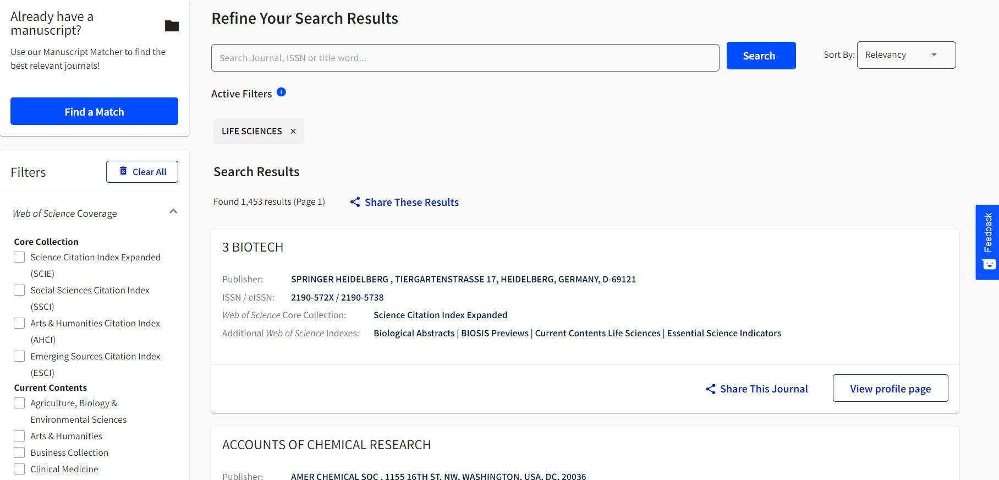 Already have a
manuscript?
Use our Manuscript Matcher to find the
best relevant journals!
Find a Match
Filters
Clear All
Web of Science Coverage
Core Collection
Science Citation Index Expanded
(SCIE)
Social Sciences Citation Index
(SSCI)
Arts & Humanities Citation Index
(AHCI)
Emerging Sources Citation Index
(ESCI)
Current Contents
Agriculture, Biology &
Environmental Sciences
Arts & Humanities
Business Collection
Clinical Medicine
Refine Your Search Results
Search Journal, ISSN or title word...
Search
Sort By: Relevancy
Active Filters
LIFE SCIENCES ×
Search Results
Found 1,453 results (Page 1)
Share These Results
3 BIOTECH
Publisher: SPRINGER HEIDELBERG , TIERGARTENSTRASSE 17, HEIDELBERG, GERMANY, D-69121
ISSN / eISSN: 2190-572X / 2190-5738
Web of Science Core Collection: Science Citation Index Expanded
Additional Web of Science Indexes: Biological Abstracts | BIOSIS Previews | Current Contents Life Sciences | Essential Science Indicators
Share This Journal
View profile page
ACCOUNTS OF CHEMICAL RESEARCH
Publisher: AMER CHEMICAL SOC , 1155 16TH ST, NW, WASHINGTON, USA, DC, 20036
Feedback